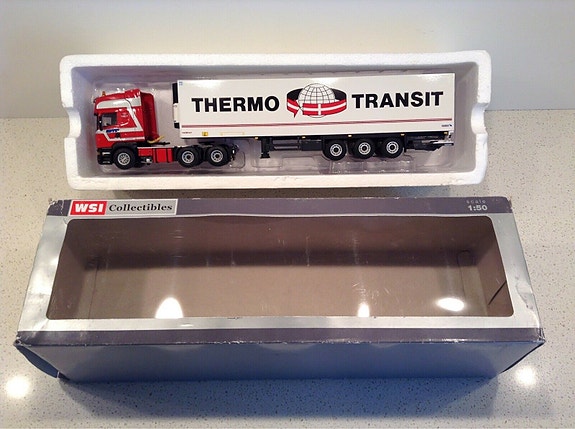 THERMO TRANSIT
WSI Collectibles
scale
1:50